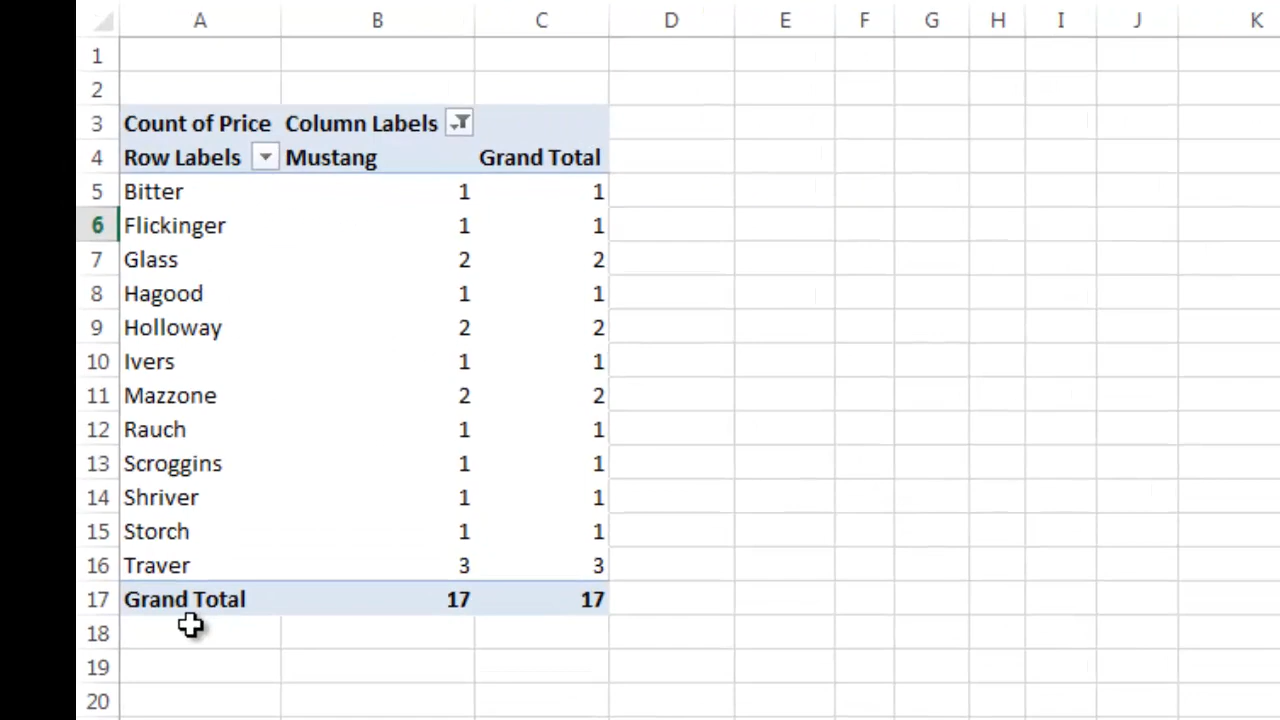 A B C D E F G H I J K
1
2
3 Count of Price Column Labels
4 Row Labels Mustang Grand Total
5 Bitter 1 1
6 Flickinger 1 1
7 Glass 2 2
8 Hagood 1 1
9 Holloway 2 2
10 Ivers 1 1
11 Mazzone 2 2
12 Rauch 1 1
13 Scroggins 1 1
14 Shriver 1 1
15 Storch 1 1
16 Traver 3 3
17 Grand Total 17 17
18
19
20